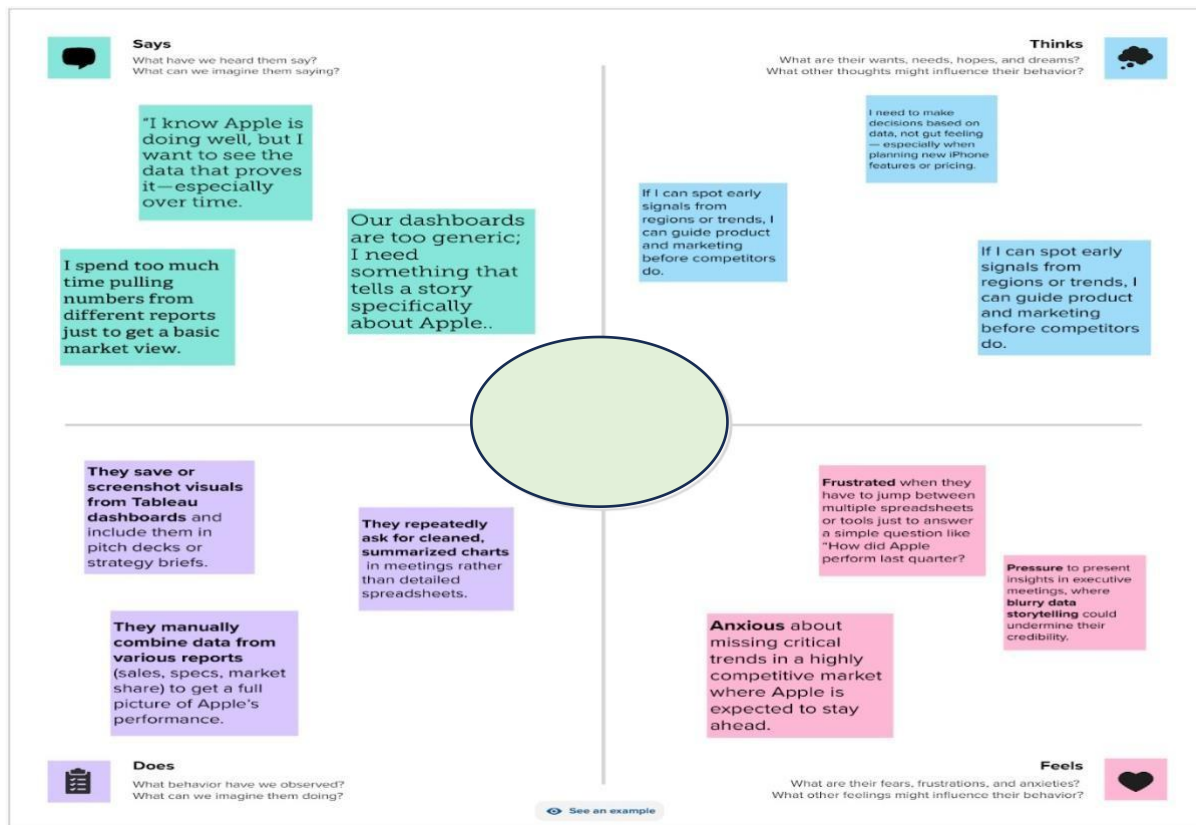 Says
What have we heard them say?
What can we imagine them saying?
"I know Apple is
doing well, but I
want to see the
data that proves
it—especially
over time.
Our dashboards
are too generic;
I need
something that
tells a story
specifically
about Apple..
I spend too much
time pulling
numbers from
different reports
just to get a basic
market view.
Thinks
What are their wants, needs, hopes, and dreams?
What other thoughts might influence their behavior?
I need to make
decisions based on
data, not gut feeling
— especially when
planning new iPhone
features or pricing.
If I can spot early
signals from
regions or trends, I
can guide product
and marketing
before competitors
do.
If I can spot early
signals from
regions or trends, I
can guide product
and marketing
before competitors
do.
They save or
screenshot visuals
from Tableau
dashboards and
include them in
pitch decks or
strategy briefs.
They repeatedly
ask for cleaned,
summarized charts
in meetings rather
than detailed
spreadsheets.
They manually
combine data from
various reports
(sales, specs, market
share) to get a full
picture of Apple's
performance.
Does
What behavior have we observed?
What can we imagine them doing?
Frustrated when they
have to jump between
multiple spreadsheets
or tools just to answer
a simple question like
"How did Apple
perform last quarter?
Pressure to present
insights in executive
meetings, where
blurry data
storytelling could
undermine their
credibility.
Anxious about
missing critical
trends in a highly
competitive market
where Apple is
expected to stay
ahead.
Feels
What are their fears, frustrations, and anxieties?
What other feelings might influence their behavior?
See an example